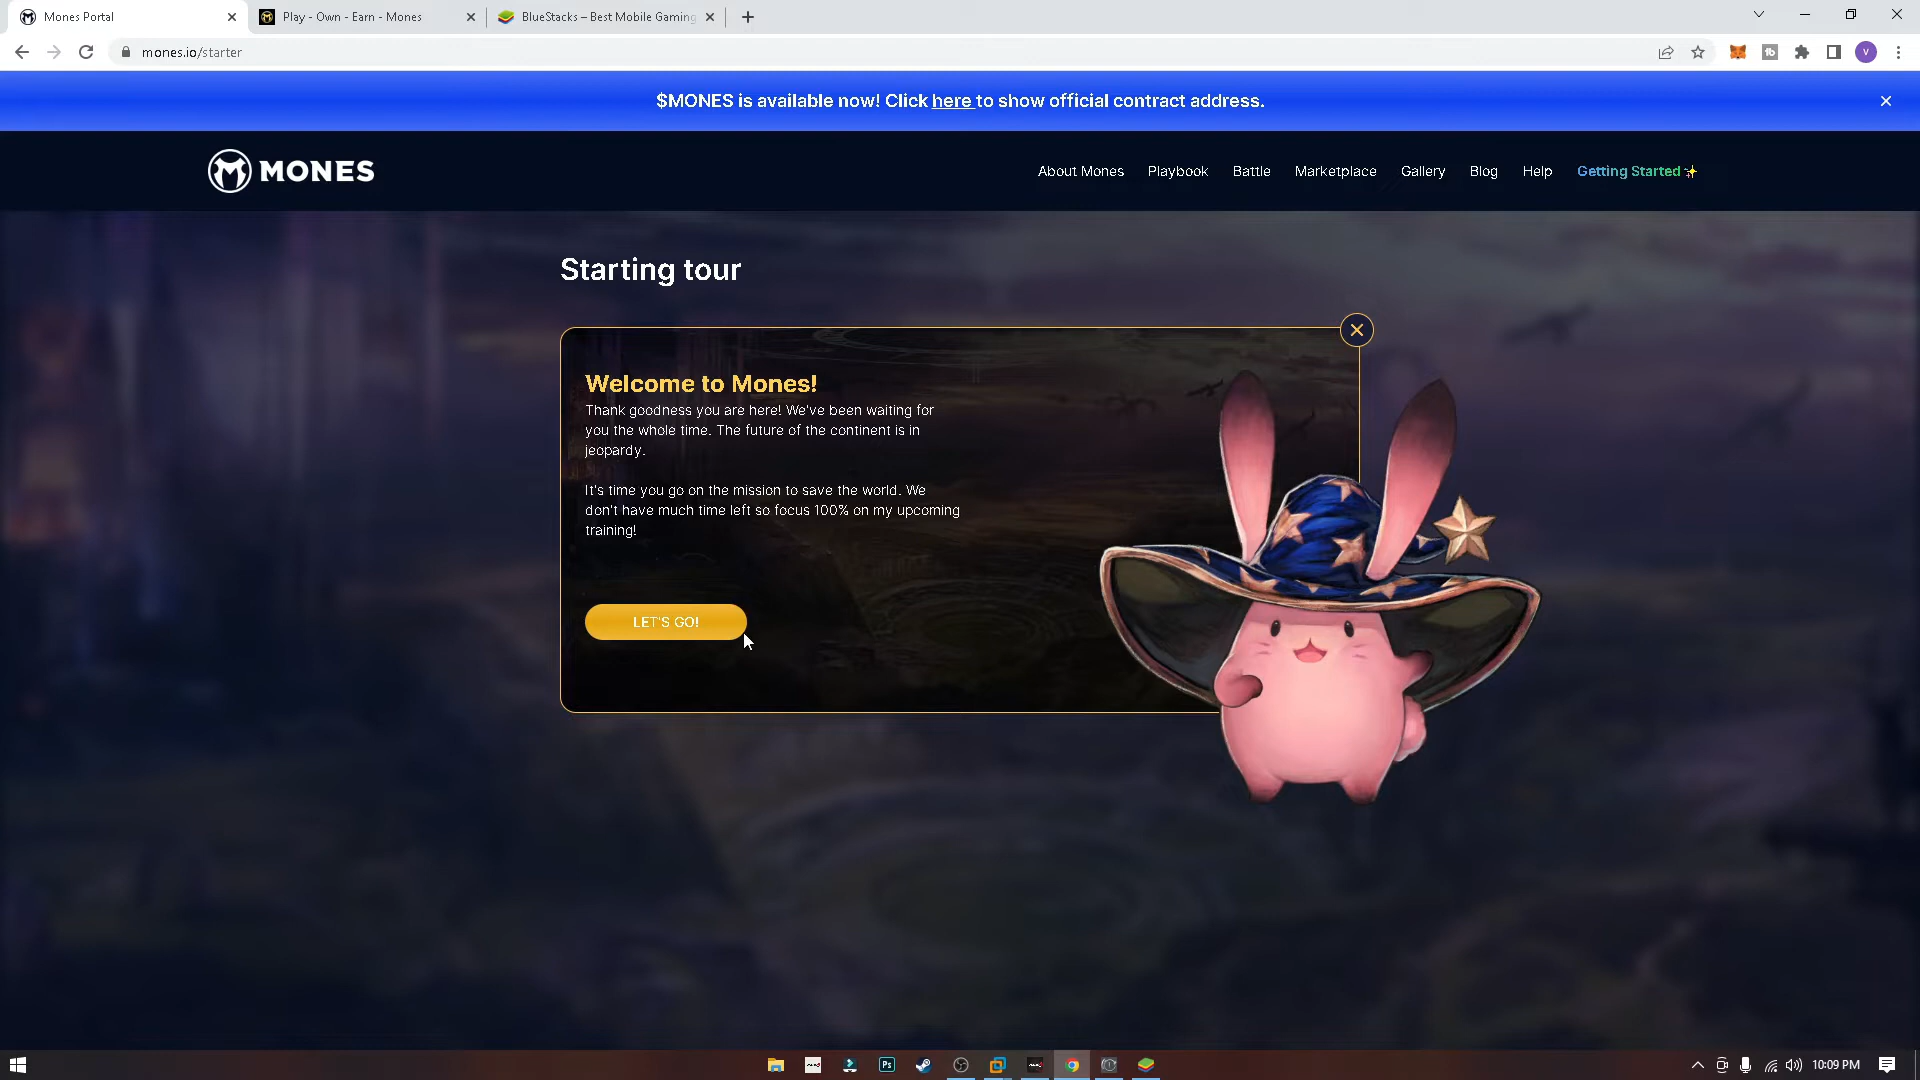 Mones Portal
Play - Own - Earn - Mones
BlueStacks – Best Mobile Gaming
mones.io/starter
V
$MONES is available now! Click here to show official contract address.
MONES
About Mones
Playbook
Battle
Marketplace
Gallery
Blog
Help
Getting Started ✨
Starting tour
Welcome to Mones!
Thank goodness you are here! We've been waiting for
you the whole time. The future of the continent is in
jeopardy.
It's time you go on the mission to save the world. We
don't have much time left so focus 100% on my upcoming
training!
LET'S GO!
Ps
10:09 PM